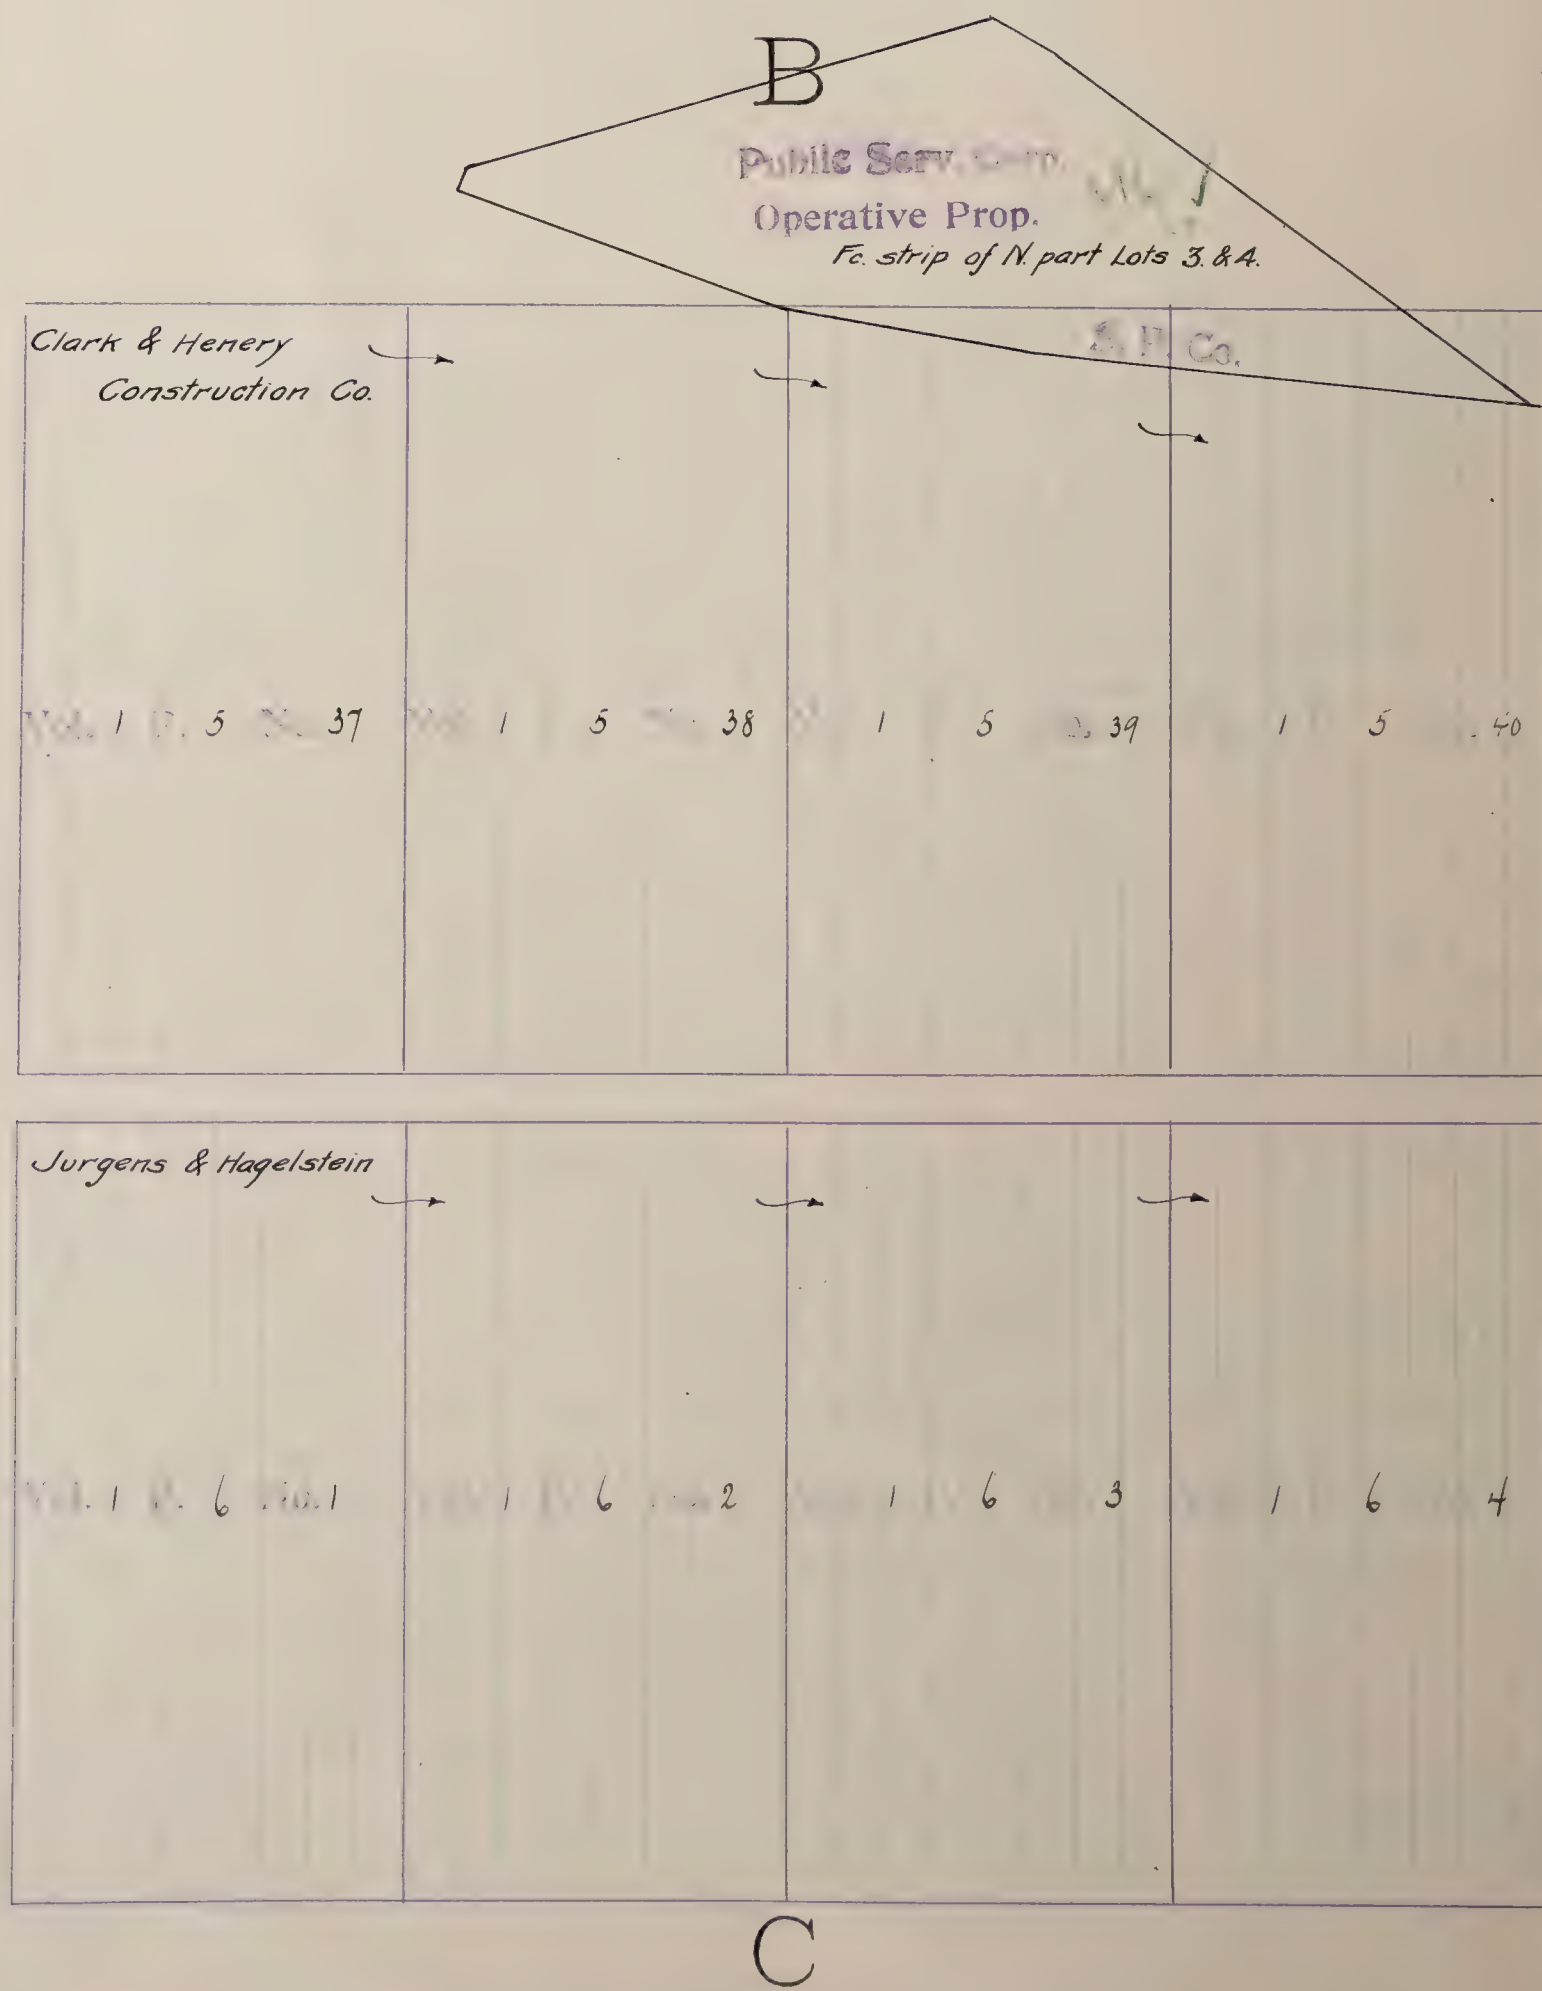 B
Public Serv. Corp.
Operative Prop.
Fc. strip of N. part Lots 3. & 4.
S. P. Co.
Clark & Henery
Construction Co.
Vol. 1 P. 5 No. 37
Vol. 1 5 38
1 5 39
1 5 40
Jurgens & Hagelstein
Vol. 1 P. 6 No. 1
1 6 2
1 6 3
1 6 4
C